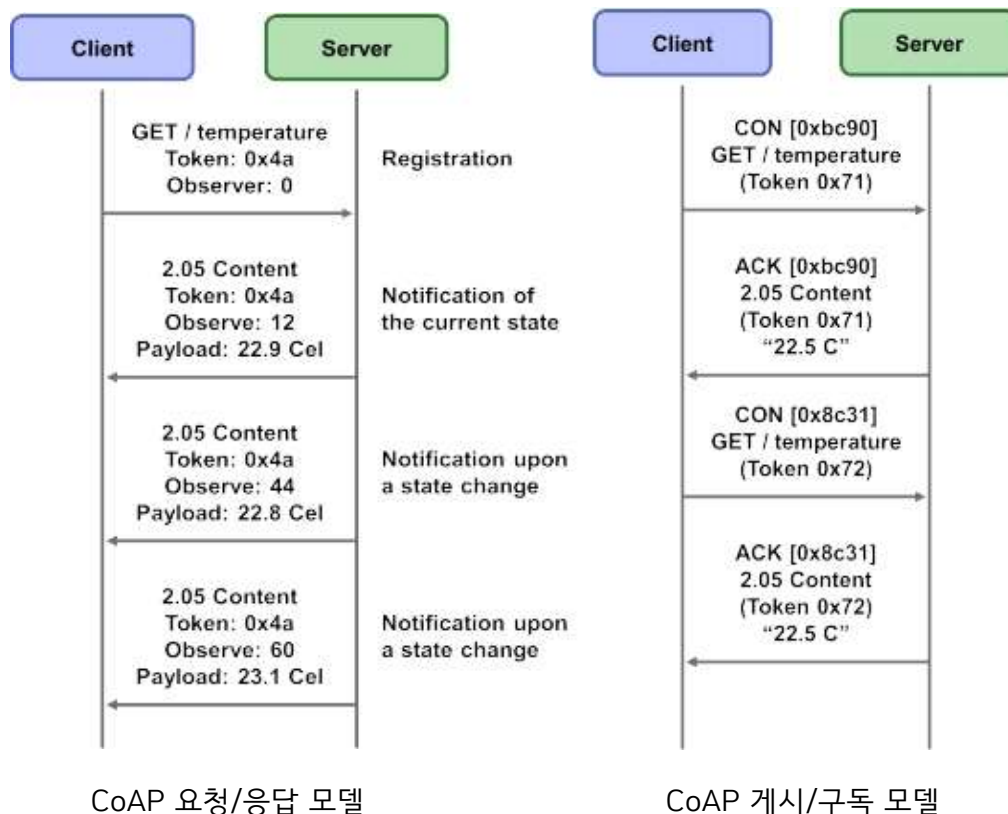 Client
Server
GET / temperature
Token: 0x4a
Observer: 0
Registration
2.05 Content
Token: 0x4a
Observe: 12
Payload: 22.9 Cel
Notification of
the current state
2.05 Content
Token: 0x4a
Observe: 44
Payload: 22.8 Cel
Notification upon
a state change
2.05 Content
Token: 0x4a
Observe: 60
Payload: 23.1 Cel
Notification upon
a state change
CoAP 요청/응답 모델
Client
Server
CON [0xbc90]
GET / temperature
(Token 0x71)
ACK [0xbc90]
2.05 Content
(Token 0x71)
“22.5 C”
CON [0x8c31]
GET / temperature
(Token 0x72)
ACK [0x8c31]
2.05 Content
(Token 0x72)
“22.5 C”
CoAP 게시/구독 모델